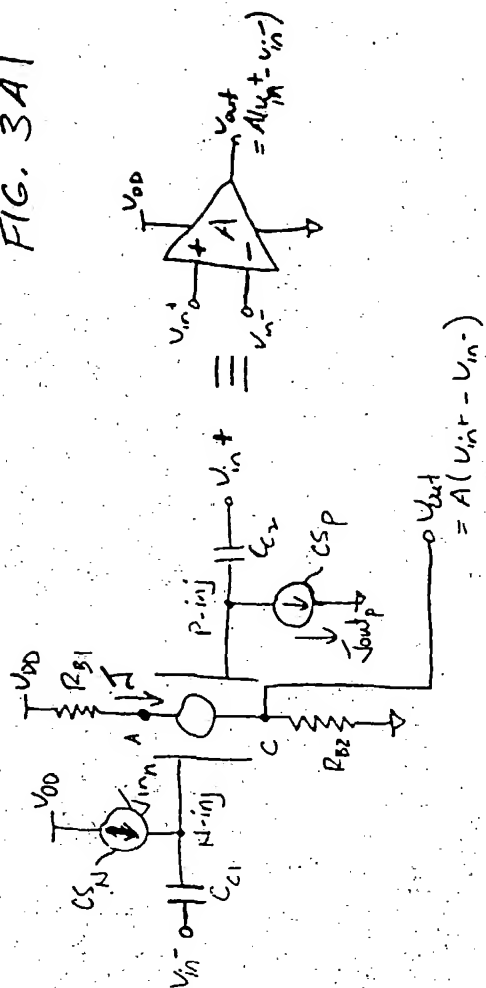 FIG. 3A1
VDD
RB1
I
A
VDD
CSN
Iinn
N-inj
CC1
Vin-
C
RB2
P-inj
CC2
Vin+
CSP
Ioutp
Vout
= A(Vin+ - Vin-)
≡
VDD
Vin+
+
A
-
Vin-
Vout
= A(Vin+ - Vin-)